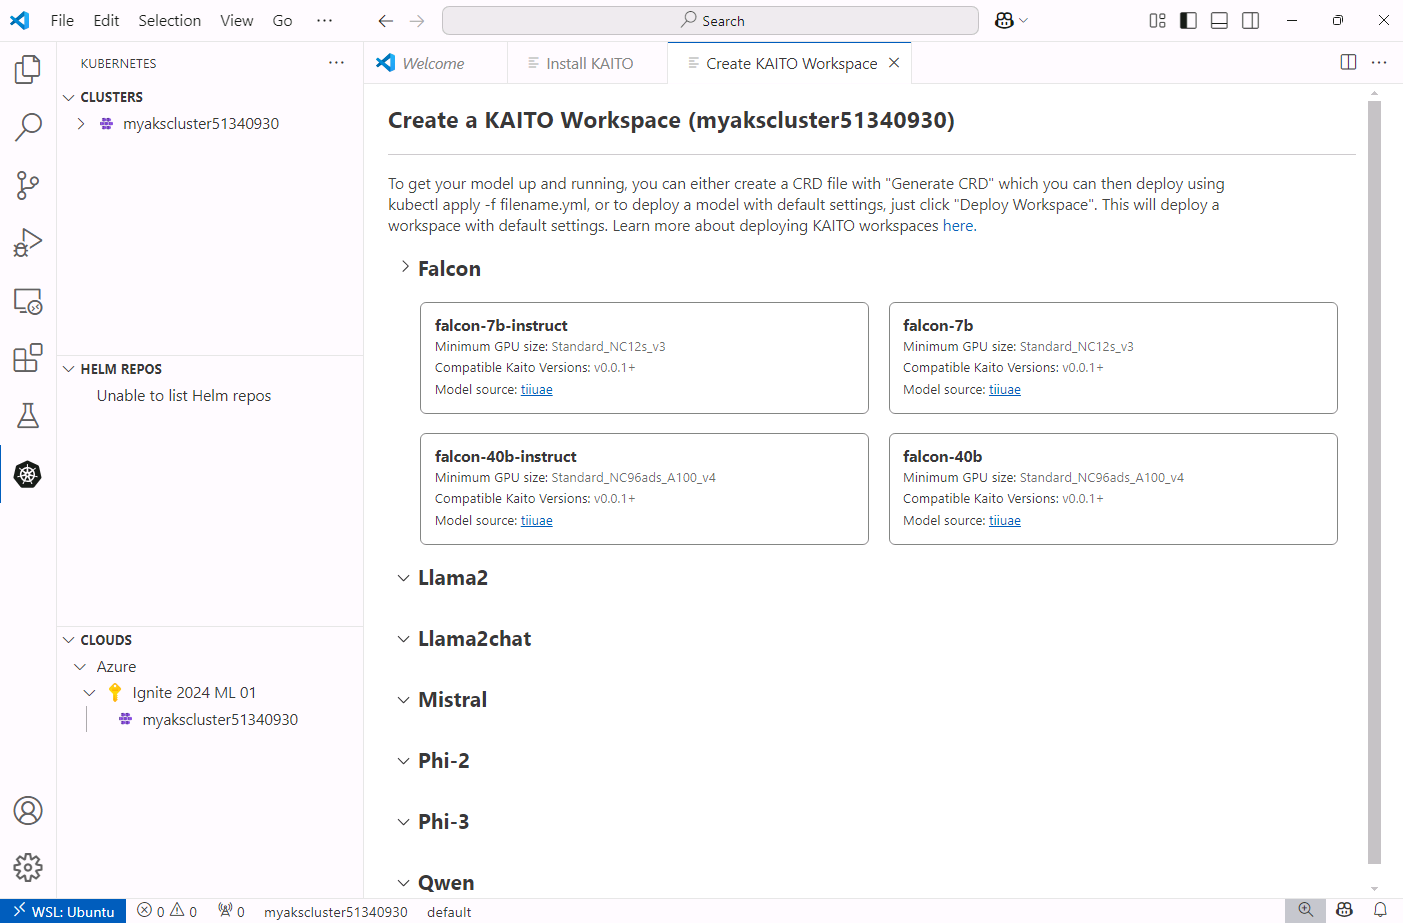 File Edit Selection View Go ···
Search
KUBERNETES ···
CLUSTERS
myakscluster51340930
HELM REPOS
Unable to list Helm repos
CLOUDS
Azure
Ignite 2024 ML 01
myakscluster51340930
Welcome Install KAITO Create KAITO Workspace ···
Create a KAITO Workspace (myakscluster51340930)
To get your model up and running, you can either create a CRD file with "Generate CRD" which you can then deploy using
kubectl apply -f filename.yml, or to deploy a model with default settings, just click "Deploy Workspace". This will deploy a
workspace with default settings. Learn more about deploying KAITO workspaces here.
Falcon
falcon-7b-instruct
Minimum GPU size: Standard_NC12s_v3
Compatible Kaito Versions: v0.0.1+
Model source: tiiuae
falcon-7b
Minimum GPU size: Standard_NC12s_v3
Compatible Kaito Versions: v0.0.1+
Model source: tiiuae
falcon-40b-instruct
Minimum GPU size: Standard_NC96ads_A100_v4
Compatible Kaito Versions: v0.0.1+
Model source: tiiuae
falcon-40b
Minimum GPU size: Standard_NC96ads_A100_v4
Compatible Kaito Versions: v0.0.1+
Model source: tiiuae
Llama2
Llama2chat
Mistral
Phi-2
Phi-3
Qwen
WSL: Ubuntu 0 0 0 myakscluster51340930 default